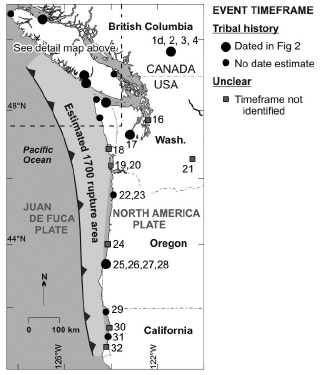 British Columbia
1d, 2, 3, 4
See detail map above
CANADA
USA
48°N
16
Wash.
17
18
19,20
21
Estimated 1700 rupture area
Pacific
Ocean
22,23
JUAN
DE FUCA
PLATE
NORTH AMERICA
PLATE
44°N
24
Oregon
25,26,27,28
N
29
0 100 km
30
California
31
32
126°W
122°W
EVENT TIMEFRAME
Tribal history
Dated in Fig 2
No date estimate
Unclear
Timeframe not
identified